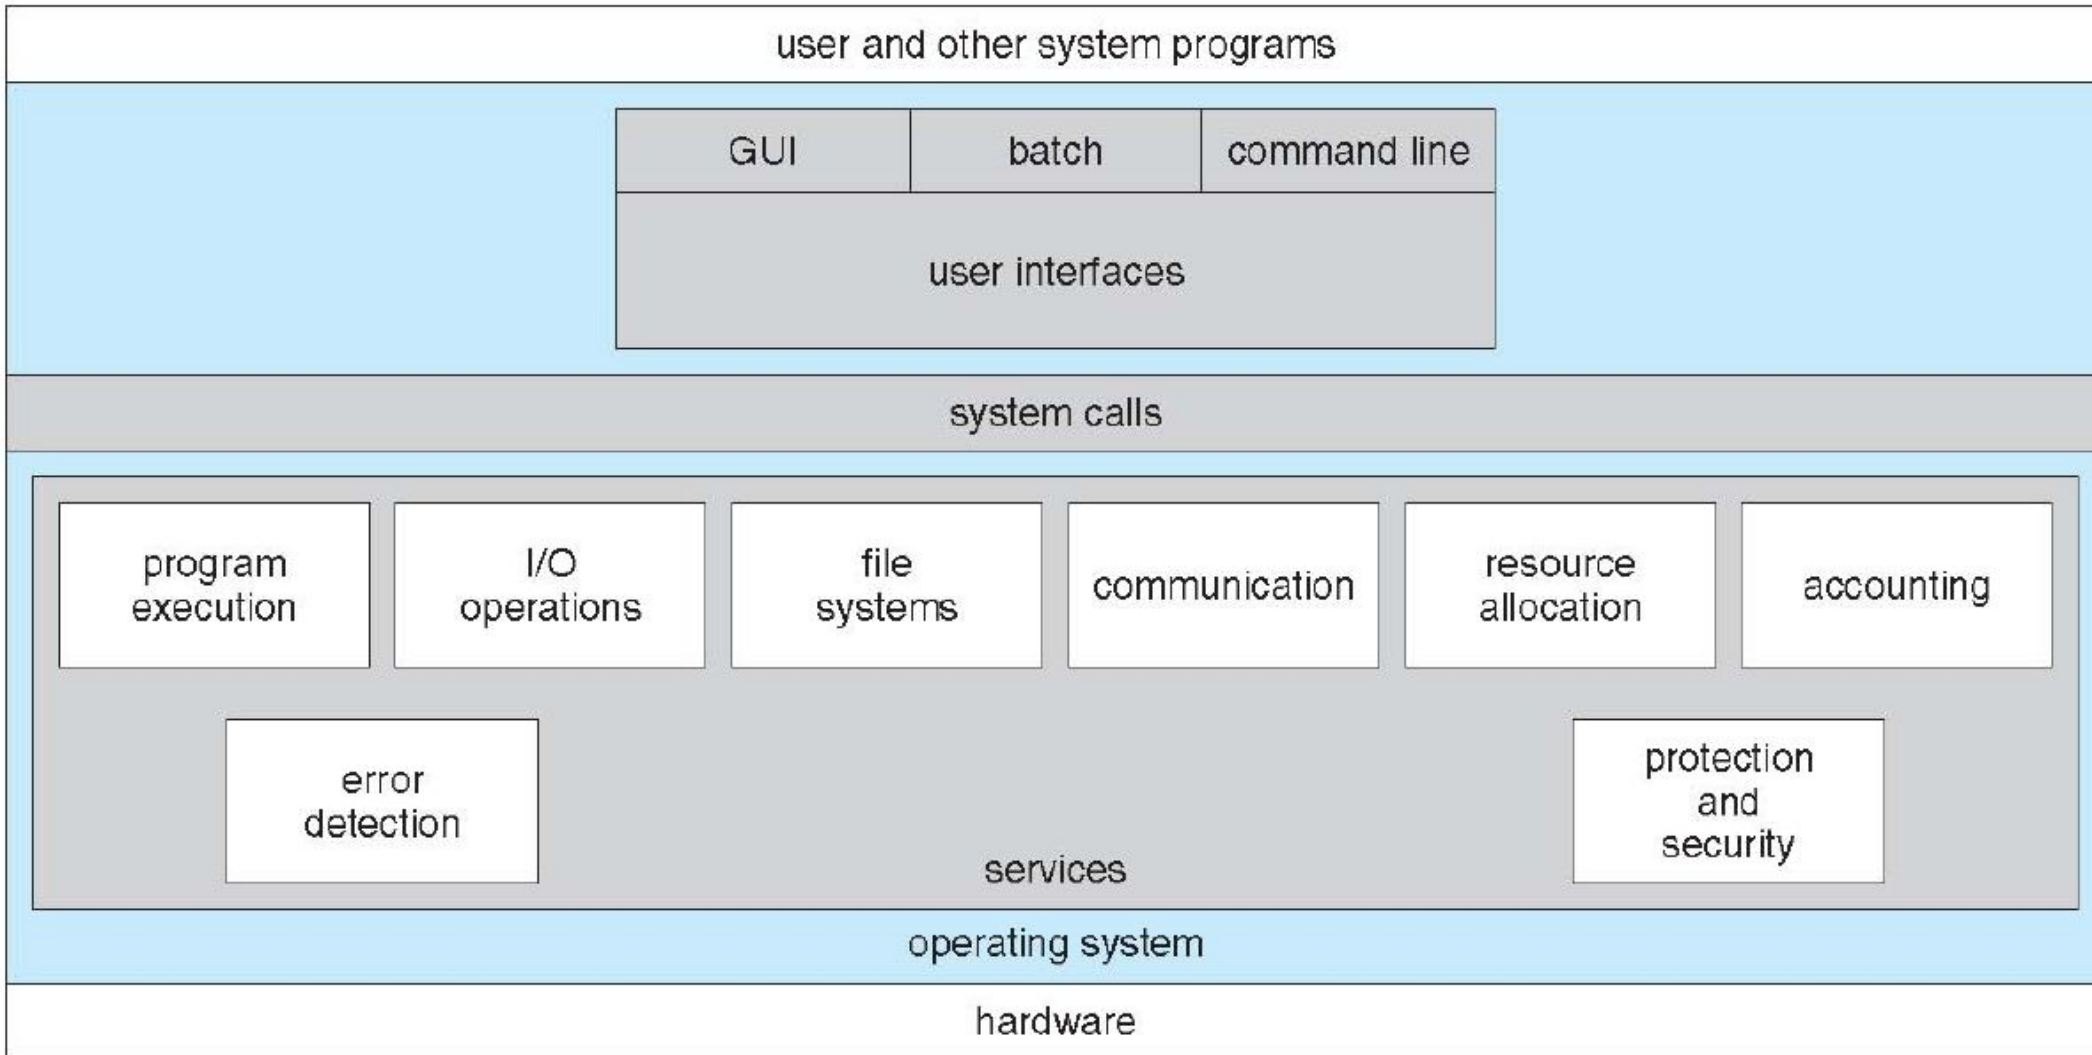 user and other system programs
GUI
batch
command line
user interfaces
system calls
program
execution
I/O
operations
file
systems
communication
resource
allocation
accounting
error
detection
protection
and
security
services
operating system
hardware